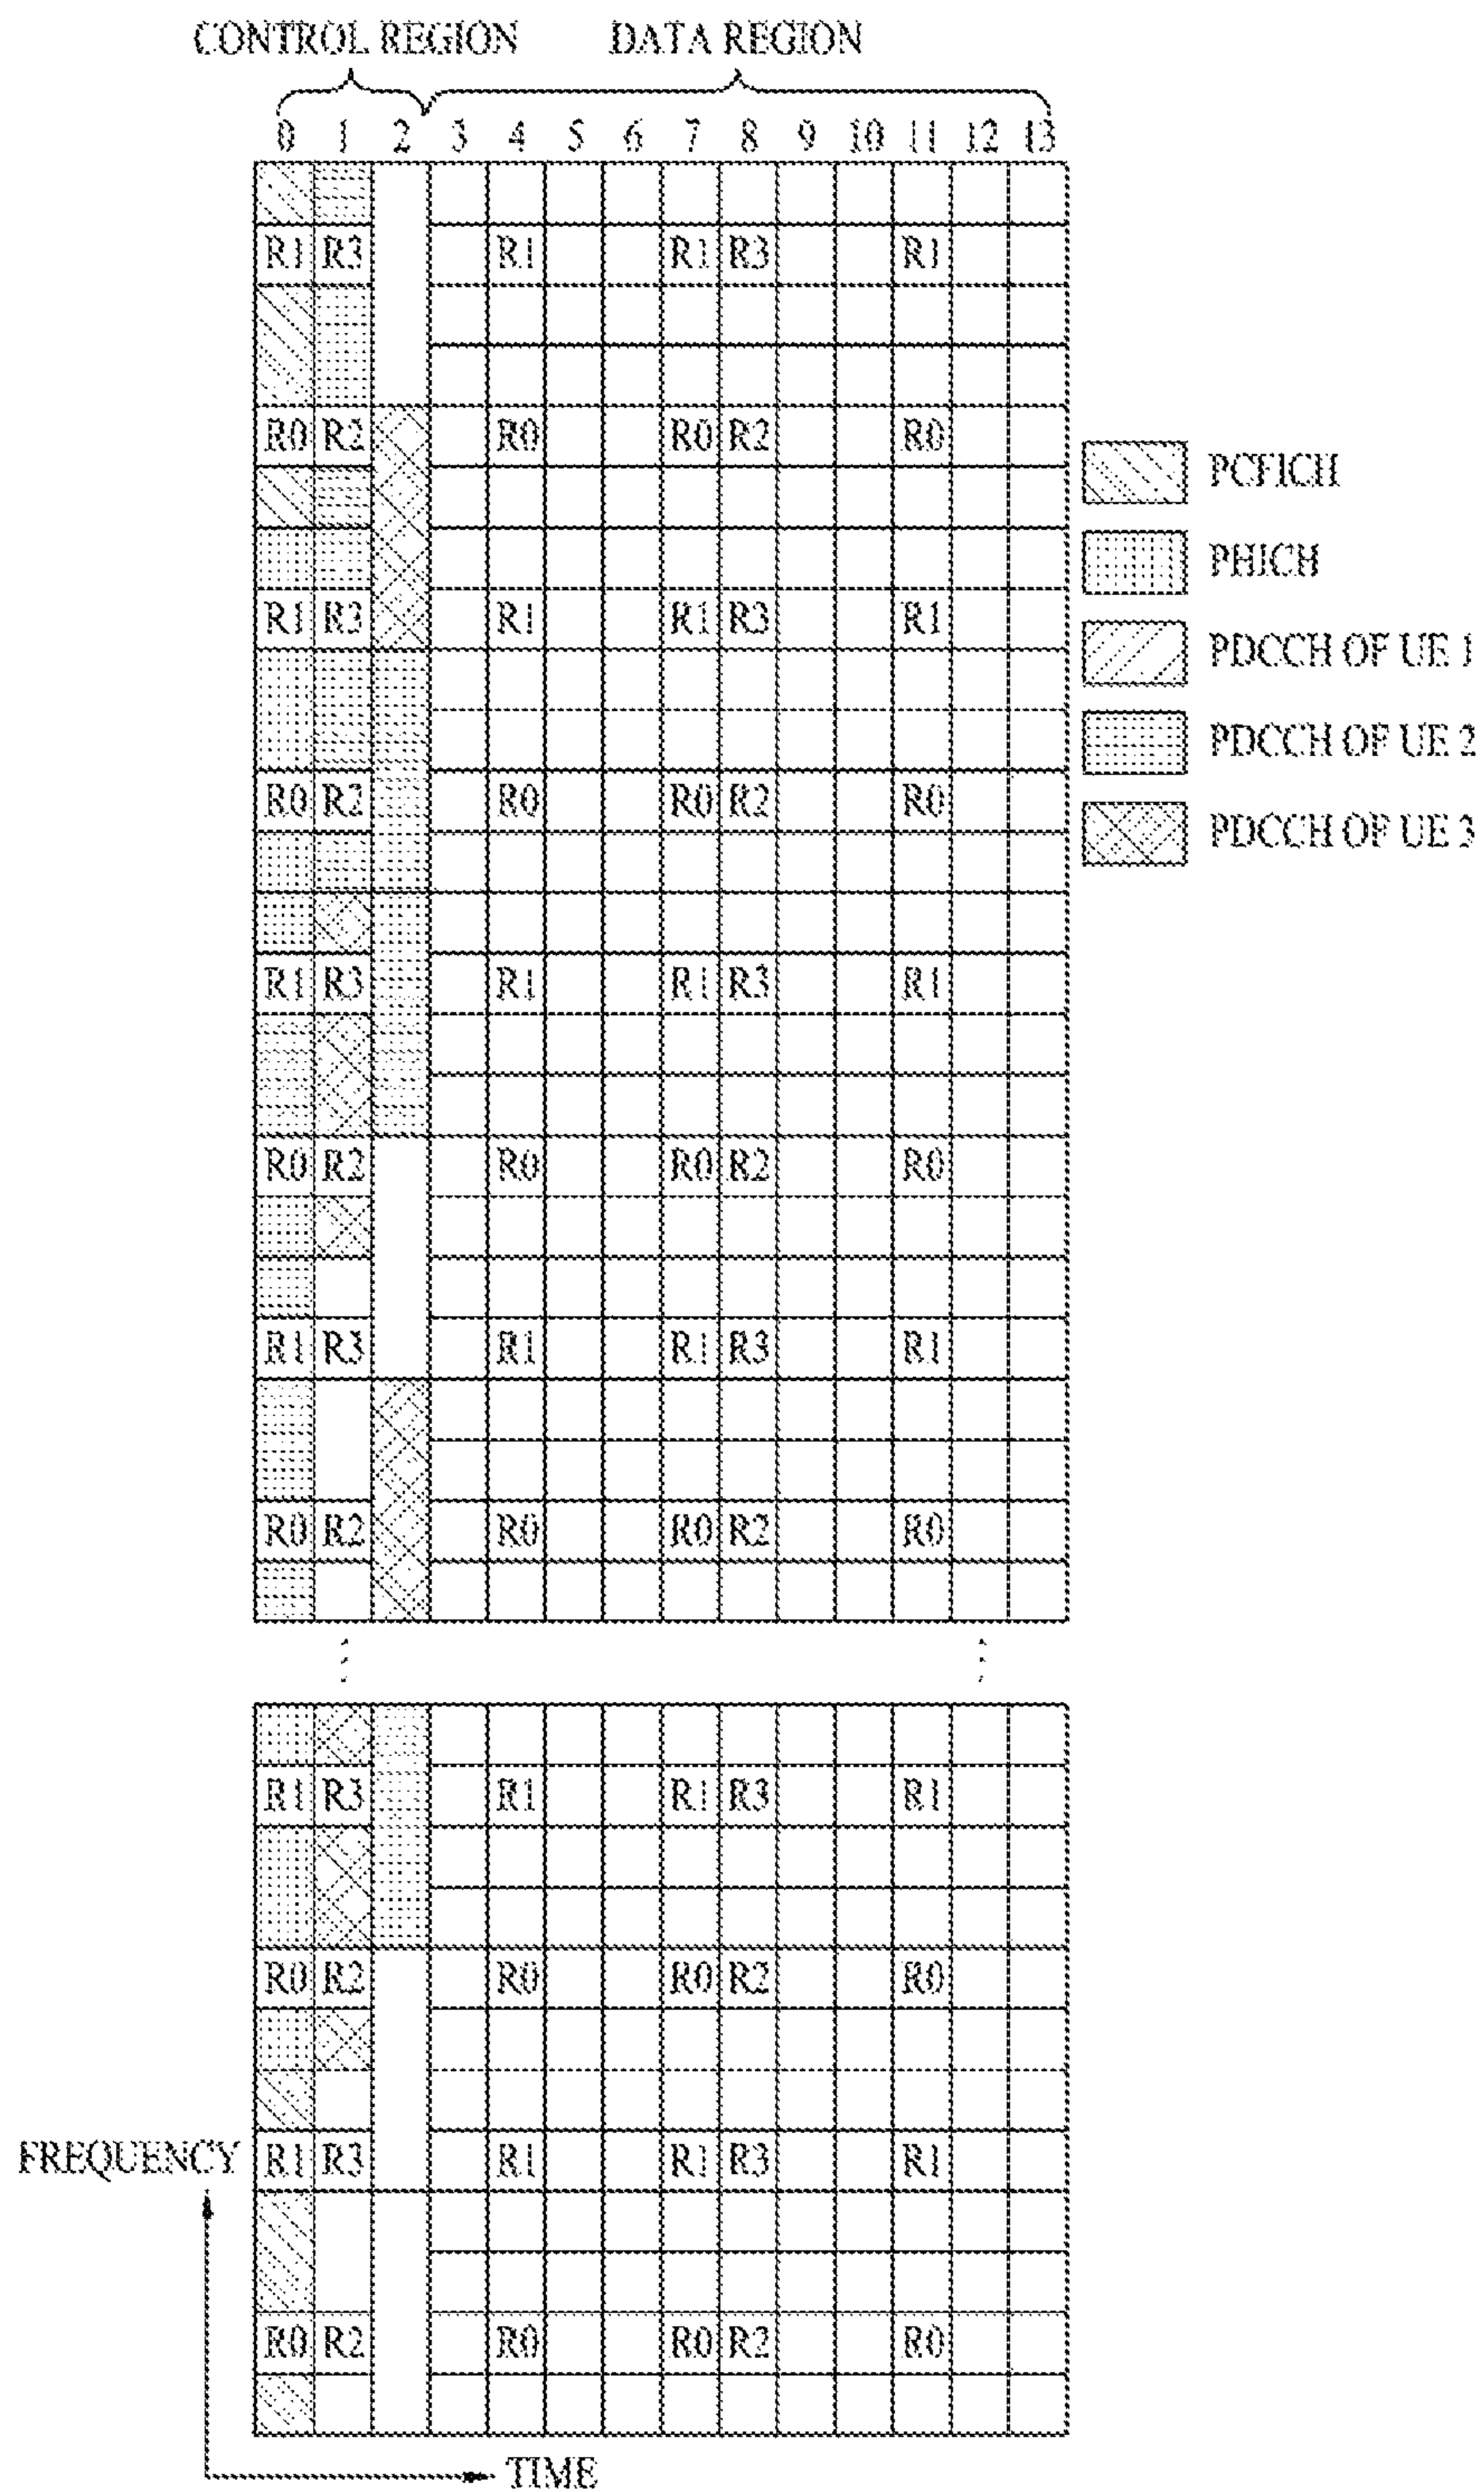 CONTROL REGION DATA REGION
0 1 2 3 4 5 6 7 8 9 10 11 12 13
R1 R3 R1 R1 R3 R1
R0 R2 R0 R0 R2 R0
PCFICH
PHICH
R1 R3 R1 R1 R3 R1
PDCCH OF UE 1
PDCCH OF UE 2
R0 R2 R0 R0 R2 R0
PDCCH OF UE 3
R1 R3 R1 R1 R3 R1
R0 R2 R0 R0 R2 R0
R1 R3 R1 R1 R3 R1
R0 R2 R0 R0 R2 R0
R1 R3 R1 R1 R3 R1
R0 R2 R0 R0 R2 R0
FREQUENCY R1 R3 R1 R1 R3 R1
R0 R2 R0 R0 R2 R0
TIME